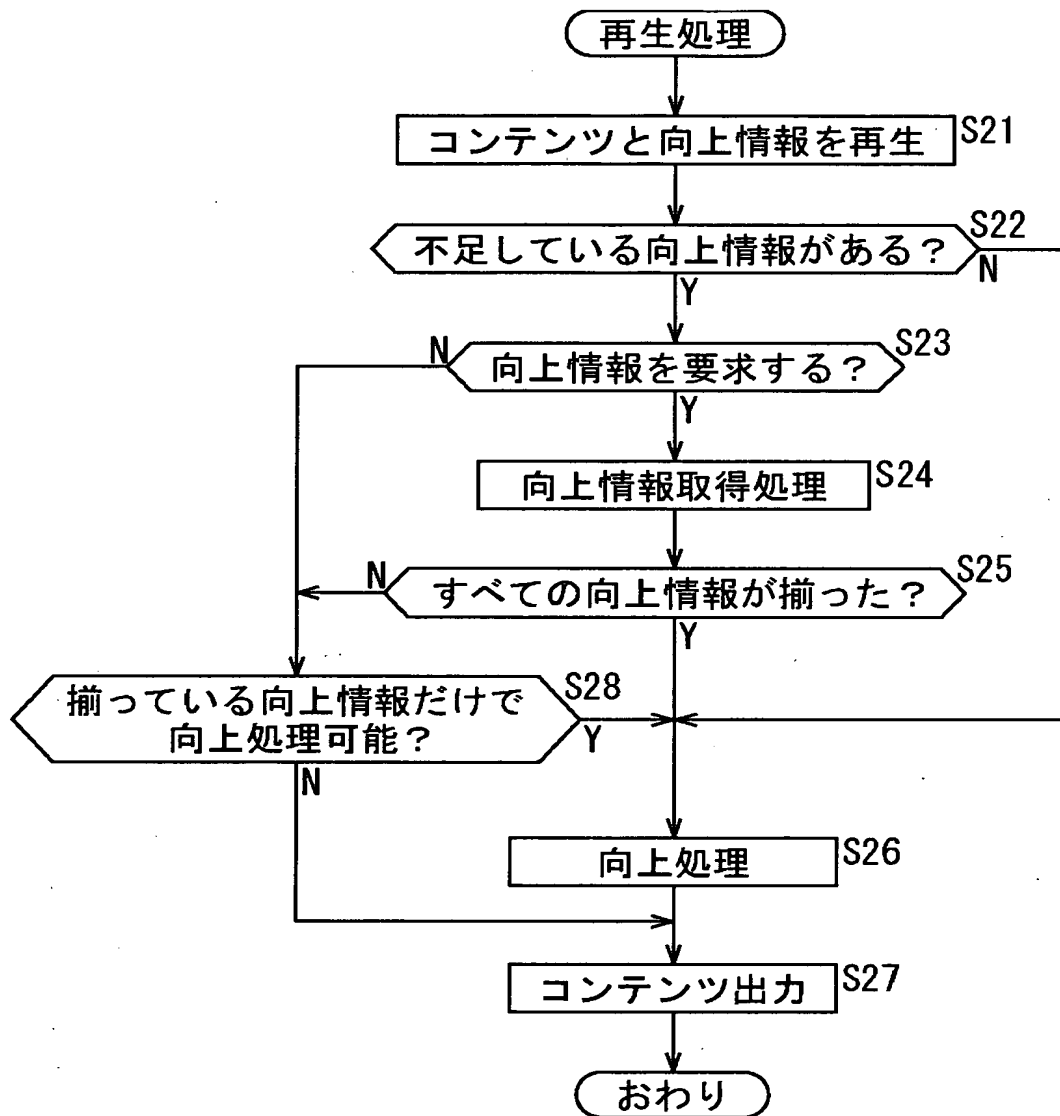 再生処理
コンテンツと向上情報を再生
S21
不足している向上情報がある？
S22
N
Y
向上情報を要求する？
S23
N
Y
向上情報取得処理
S24
すべての向上情報が揃った？
S25
N
Y
揃っている向上情報だけで
向上処理可能？
S28
Y
N
向上処理
S26
コンテンツ出力
S27
おわり